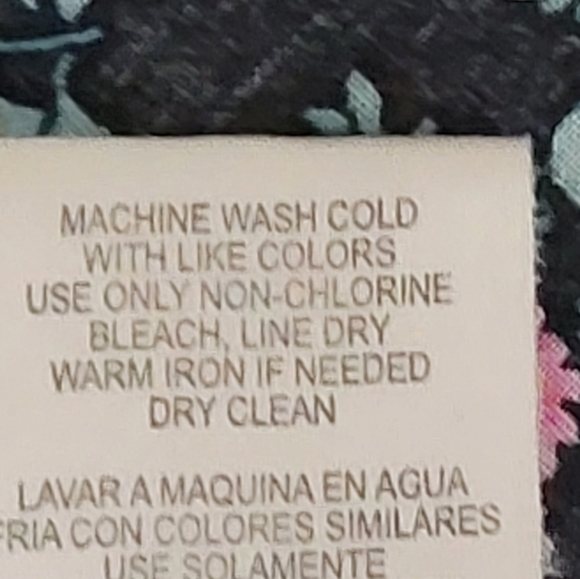 MACHINE WASH COLD
WITH LIKE COLORS
USE ONLY NON-CHLORINE
BLEACH, LINE DRY
WARM IRON IF NEEDED
DRY CLEAN
LAVAR A MAQUINA EN AGUA
FRIA CON COLORES SIMILARES
USE SOLAMENTE